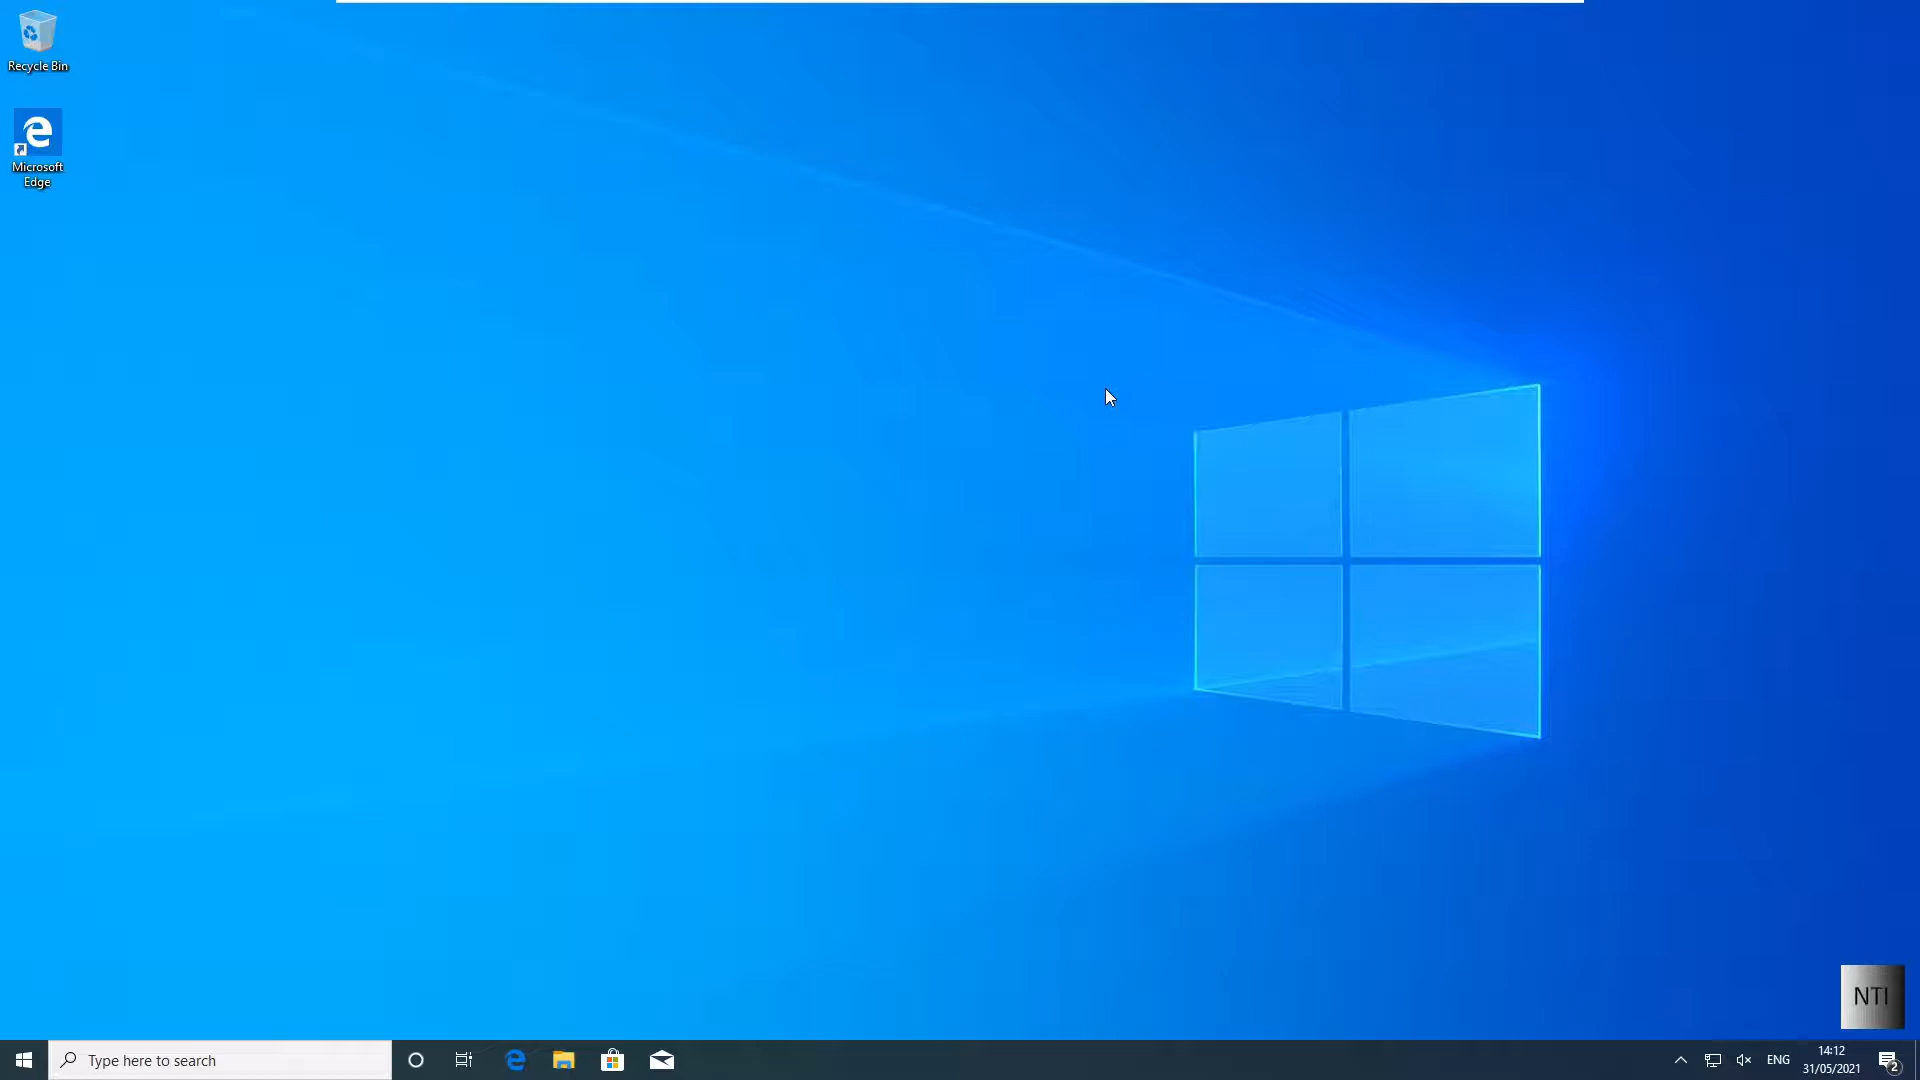 Recycle Bin
Microsoft
Edge
NTI
Type here to search
ENG
14:12
31/05/2021
2